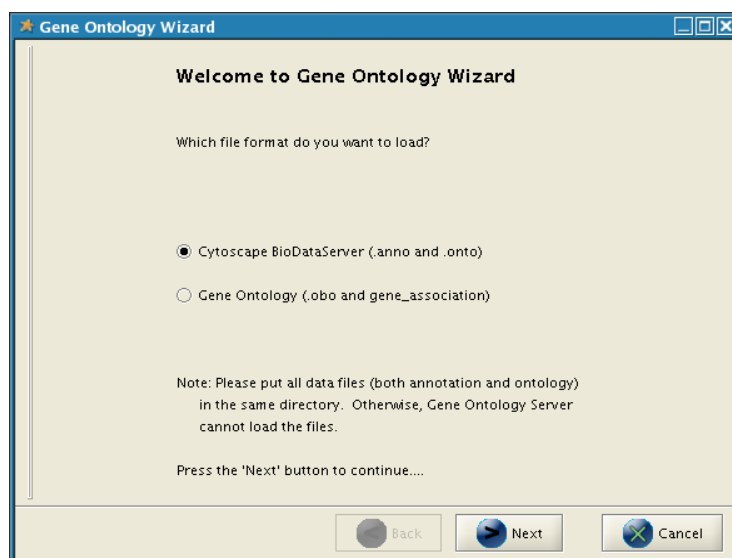 Gene Ontology Wizard
Welcome to Gene Ontology Wizard
Which file format do you want to load?
Cytoscape BioDataServer (.anno and .onto)
Gene Ontology (.obo and gene_association)
Note: Please put all data files (both annotation and ontology)
in the same directory.  Otherwise, Gene Ontology Server
cannot load the files.
Press the 'Next' button to continue....
Back
Next
Cancel